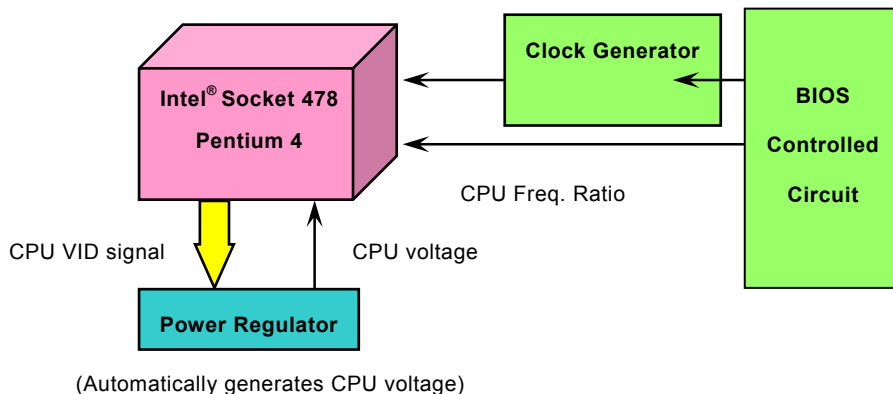 Intel® Socket 478
Pentium 4
Clock Generator
BIOS
Controlled
Circuit
CPU Freq. Ratio
CPU VID signal
CPU voltage
Power Regulator
(Automatically generates CPU voltage)